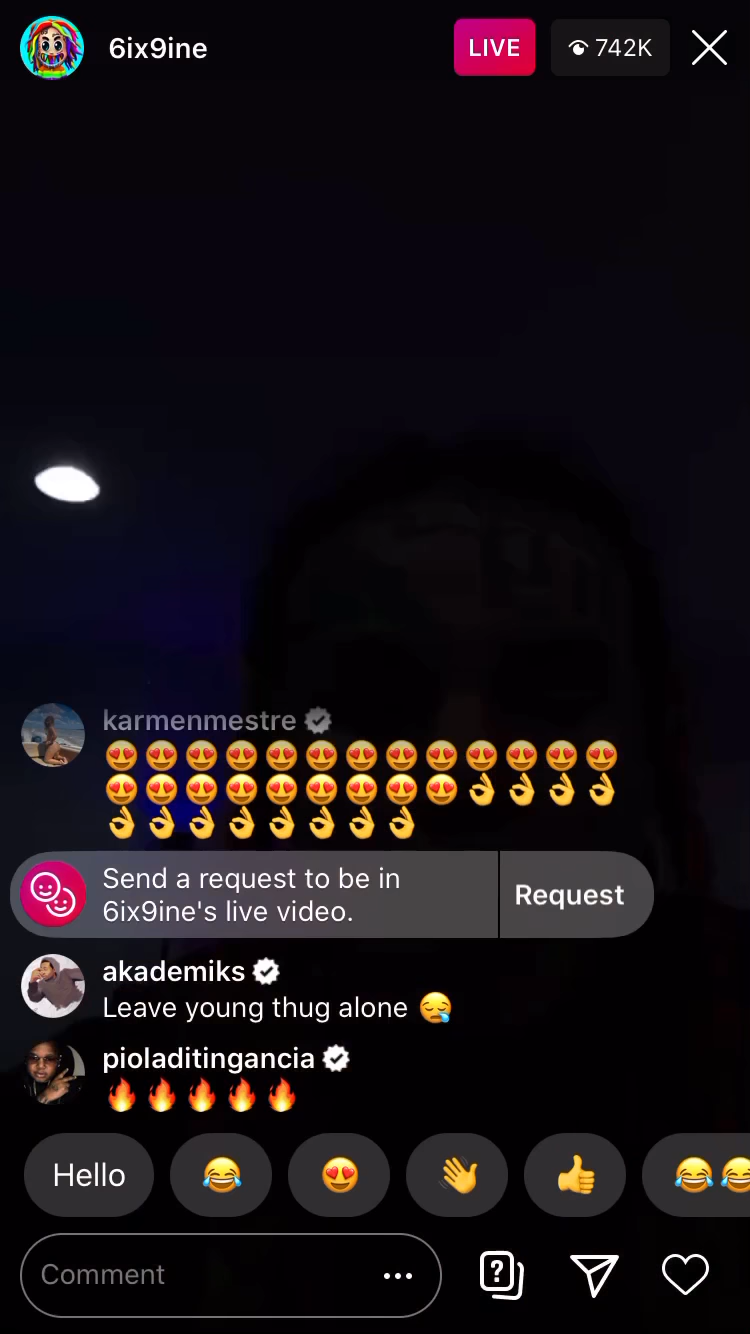 6ix9ine
LIVE
742K
karmenmestre
😍😍😍😍😍😍😍😍😍😍😍😍😍
😍😍😍😍😍😍😍😍😍👌👌👌👌
👌👌👌👌👌👌👌👌
Send a request to be in
6ix9ine's live video.
Request
akademiks
Leave young thug alone 😪
pioladitingancia
🔥🔥🔥🔥🔥
Hello 😂 😍 👋 👍 😂😂
Comment